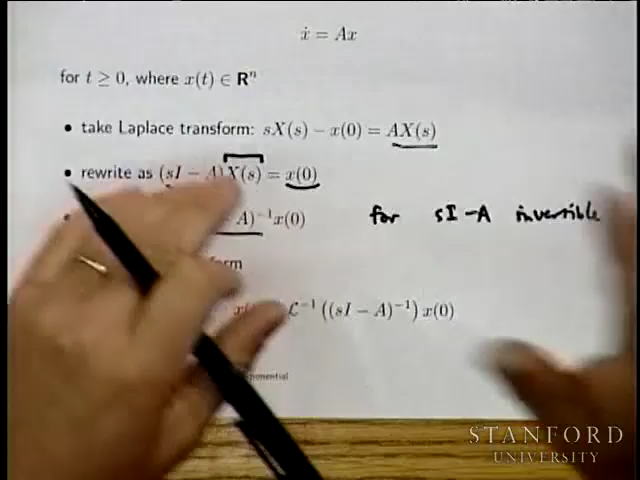 ẋ = Ax
for t ≥ 0, where x(t) ∈ Rⁿ
• take Laplace transform: sX(s) − x(0) = AX(s)
• rewrite as (sI − A)X(s) = x(0)
A)⁻¹x(0) for sI-A invertible
ℒ⁻¹ ((sI − A)⁻¹) x(0)
STANFORD
UNIVERSITY